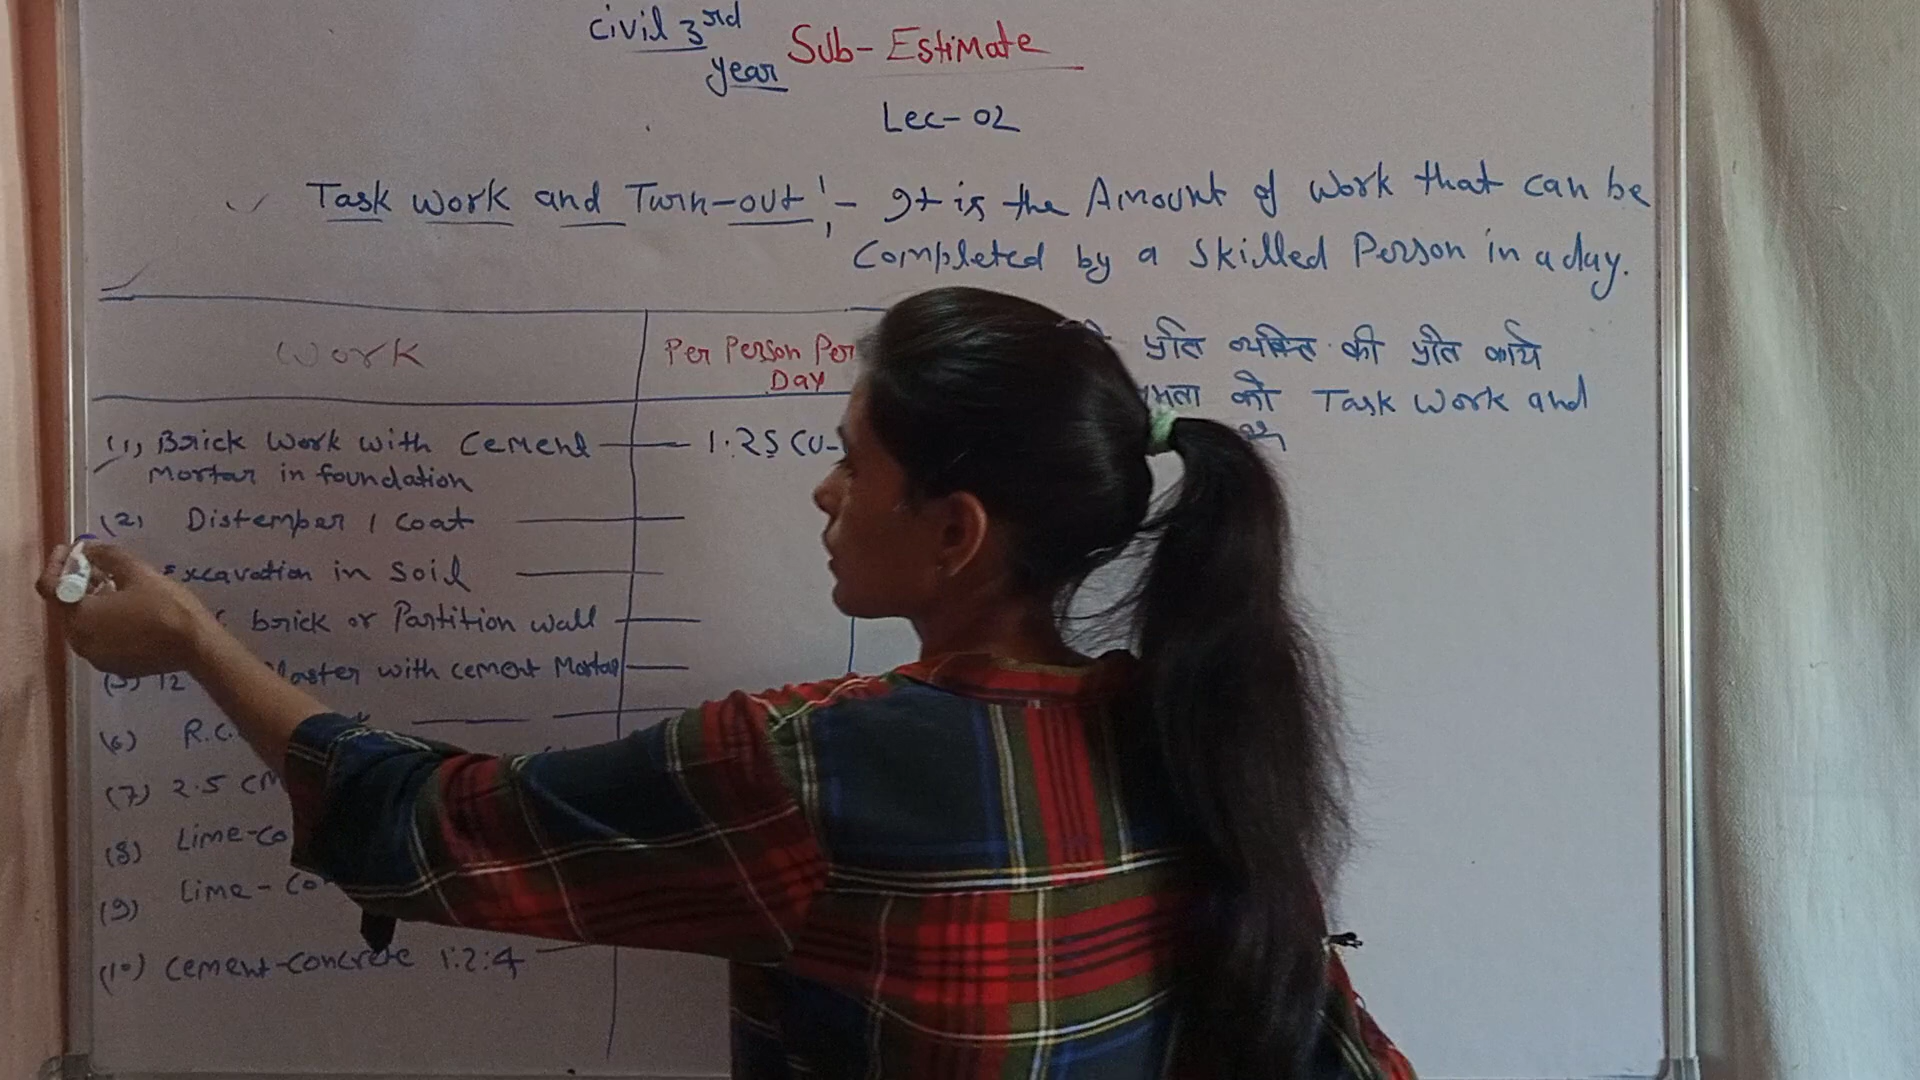 Civil 3rd year
Sub- Estimate
Lec- 02
Task work and Turn-out :- It is the Amount of work that can be
Completed by a Skilled Person in a day.
प्रति व्यक्ति की प्रति कार्य
को Task Work and
Work
Per Person Per
Day
(1) Brick Work with Cement 1.25 CU-
Mortar in foundation
(2) Distember 1 Coat
Excavation in Soil
brick or Partition wall
(5) 12 with cement Mortar
(6) R.C.
(7) 2.5 CM
(8) Lime-Co
(9) Lime-Co
(10) Cement-concrete 1:2:4